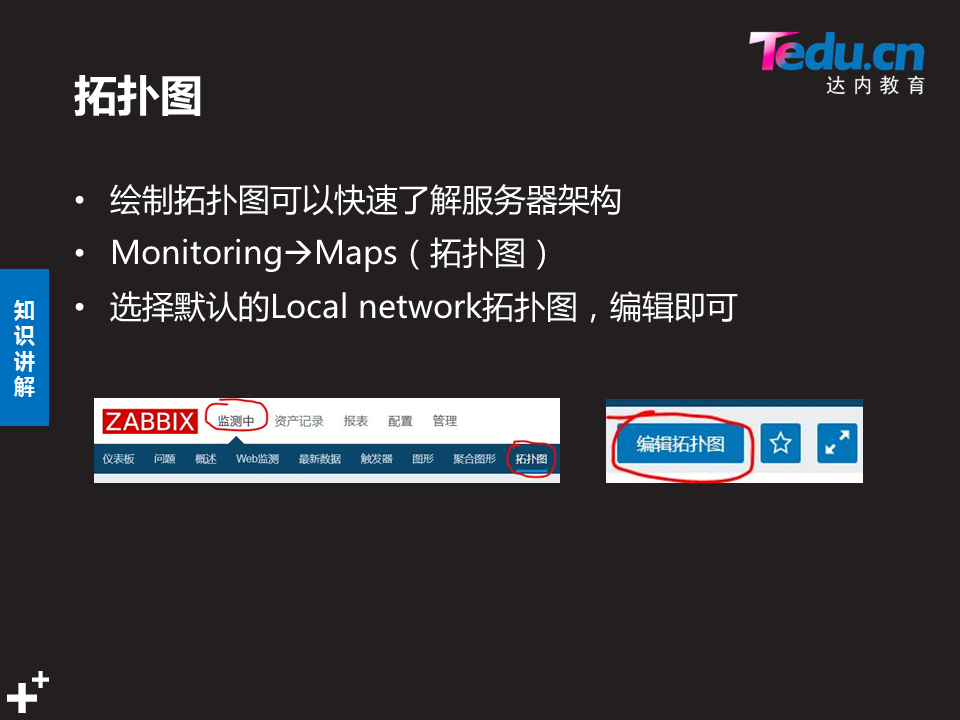 Tedu.cn
达内教育
拓扑图
• 绘制拓扑图可以快速了解服务器架构
• Monitoring→Maps（拓扑图）
• 选择默认的Local network拓扑图，编辑即可
知识讲解
ZABBIX 监测中 资产记录 报表 配置 管理
仪表板 问题 概述 Web监测 最新数据 触发器 图形 聚合图形 拓扑图
编辑拓扑图